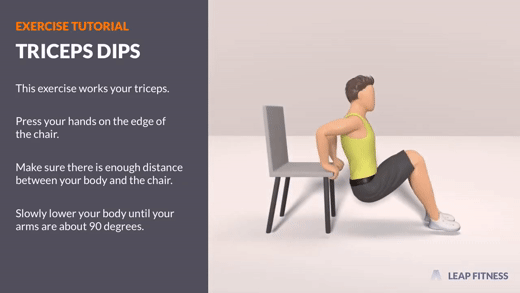 EXERCISE TUTORIAL
TRICEPS DIPS
This exercise works your triceps.
Press your hands on the edge of
the chair.
Make sure there is enough distance
between your body and the chair.
Slowly lower your body until your
arms are about 90 degrees.
LEAP FITNESS